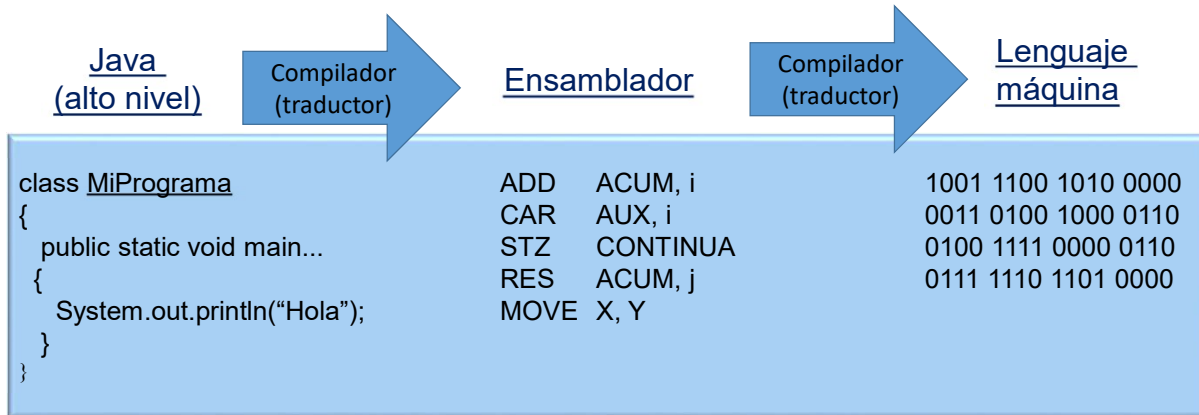 Java
(alto nivel)
Compilador
(traductor)
Ensamblador
Compilador
(traductor)
Lenguaje
máquina
class MiPrograma
{
public static void main...
{
System.out.println(“Hola”);
}
}
ADD ACUM, i
CAR AUX, i
STZ CONTINUA
RES ACUM, j
MOVE X, Y
1001 1100 1010 0000
0011 0100 1000 0110
0100 1111 0000 0110
0111 1110 1101 0000